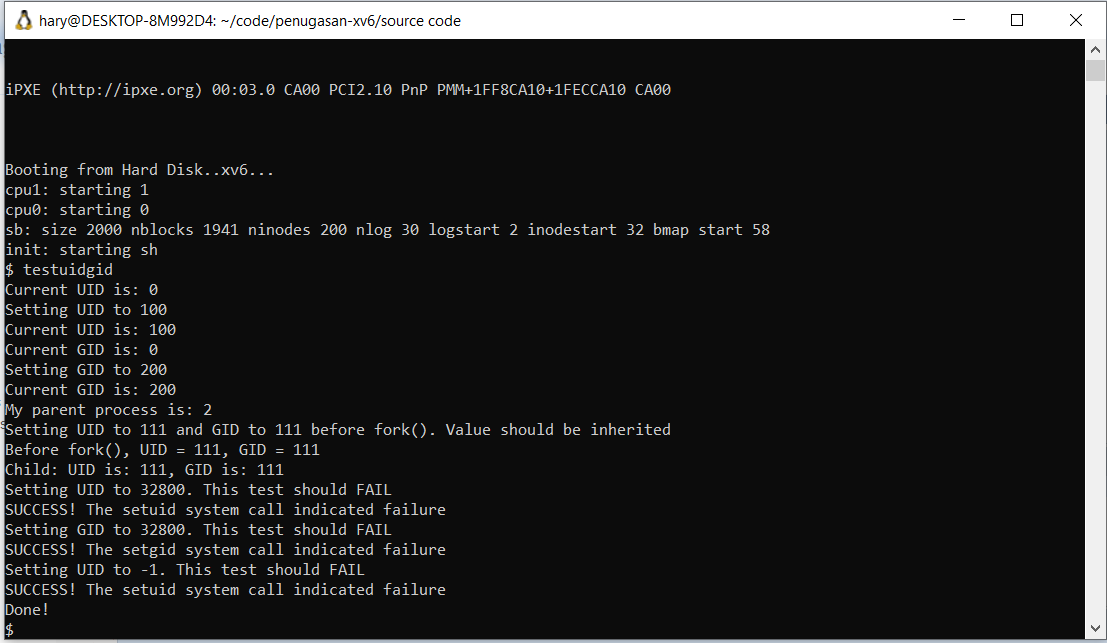 hary@DESKTOP-8M992D4: ~/code/penugasan-xv6/source code
iPXE (http://ipxe.org) 00:03.0 CA00 PCI2.10 PnP PMM+1FF8CA10+1FECCA10 CA00
Booting from Hard Disk..xv6...
cpu1: starting 1
cpu0: starting 0
sb: size 2000 nblocks 1941 ninodes 200 nlog 30 logstart 2 inodestart 32 bmap start 58
init: starting sh
$ testuidgid
Current UID is: 0
Setting UID to 100
Current UID is: 100
Current GID is: 0
Setting GID to 200
Current GID is: 200
My parent process is: 2
Setting UID to 111 and GID to 111 before fork(). Value should be inherited
Before fork(), UID = 111, GID = 111
Child: UID is: 111, GID is: 111
Setting UID to 32800. This test should FAIL
SUCCESS! The setuid system call indicated failure
Setting GID to 32800. This test should FAIL
SUCCESS! The setgid system call indicated failure
Setting UID to -1. This test should FAIL
SUCCESS! The setuid system call indicated failure
Done!
$